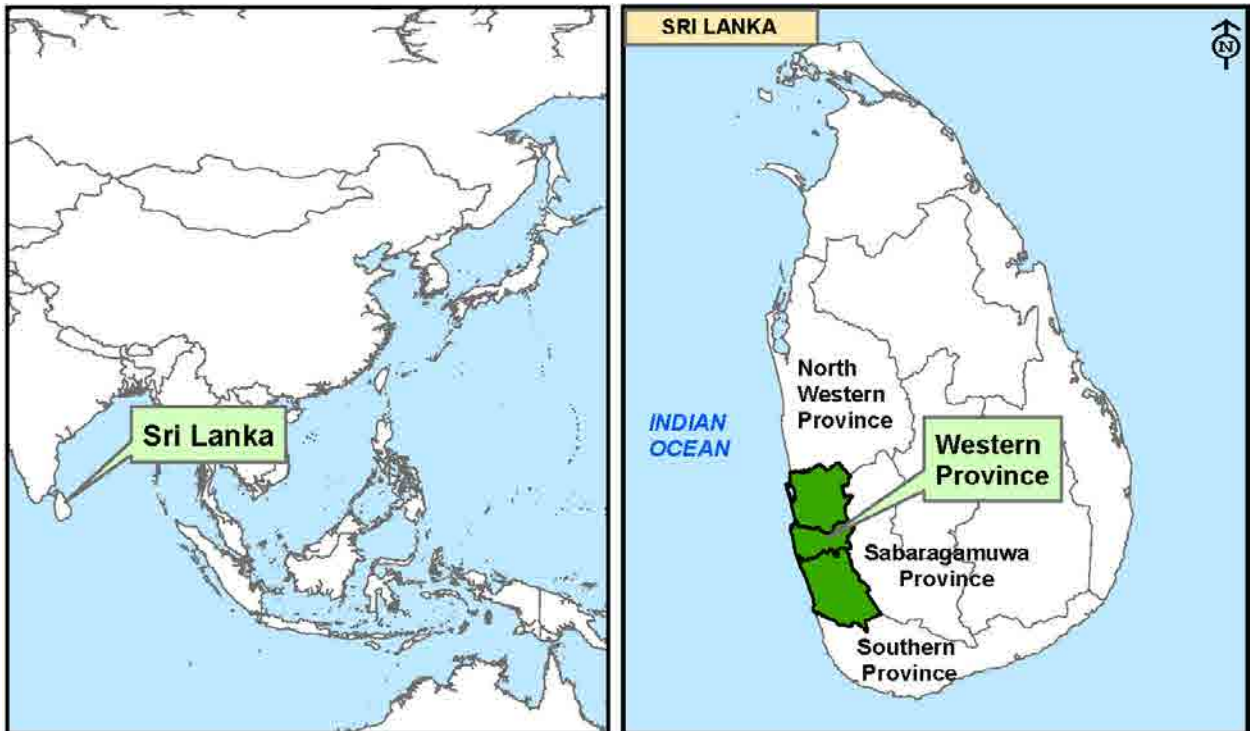 Sri Lanka
SRI LANKA
N
North
Western
Province
INDIAN
OCEAN
Western
Province
Sabaragamuwa
Province
Southern
Province